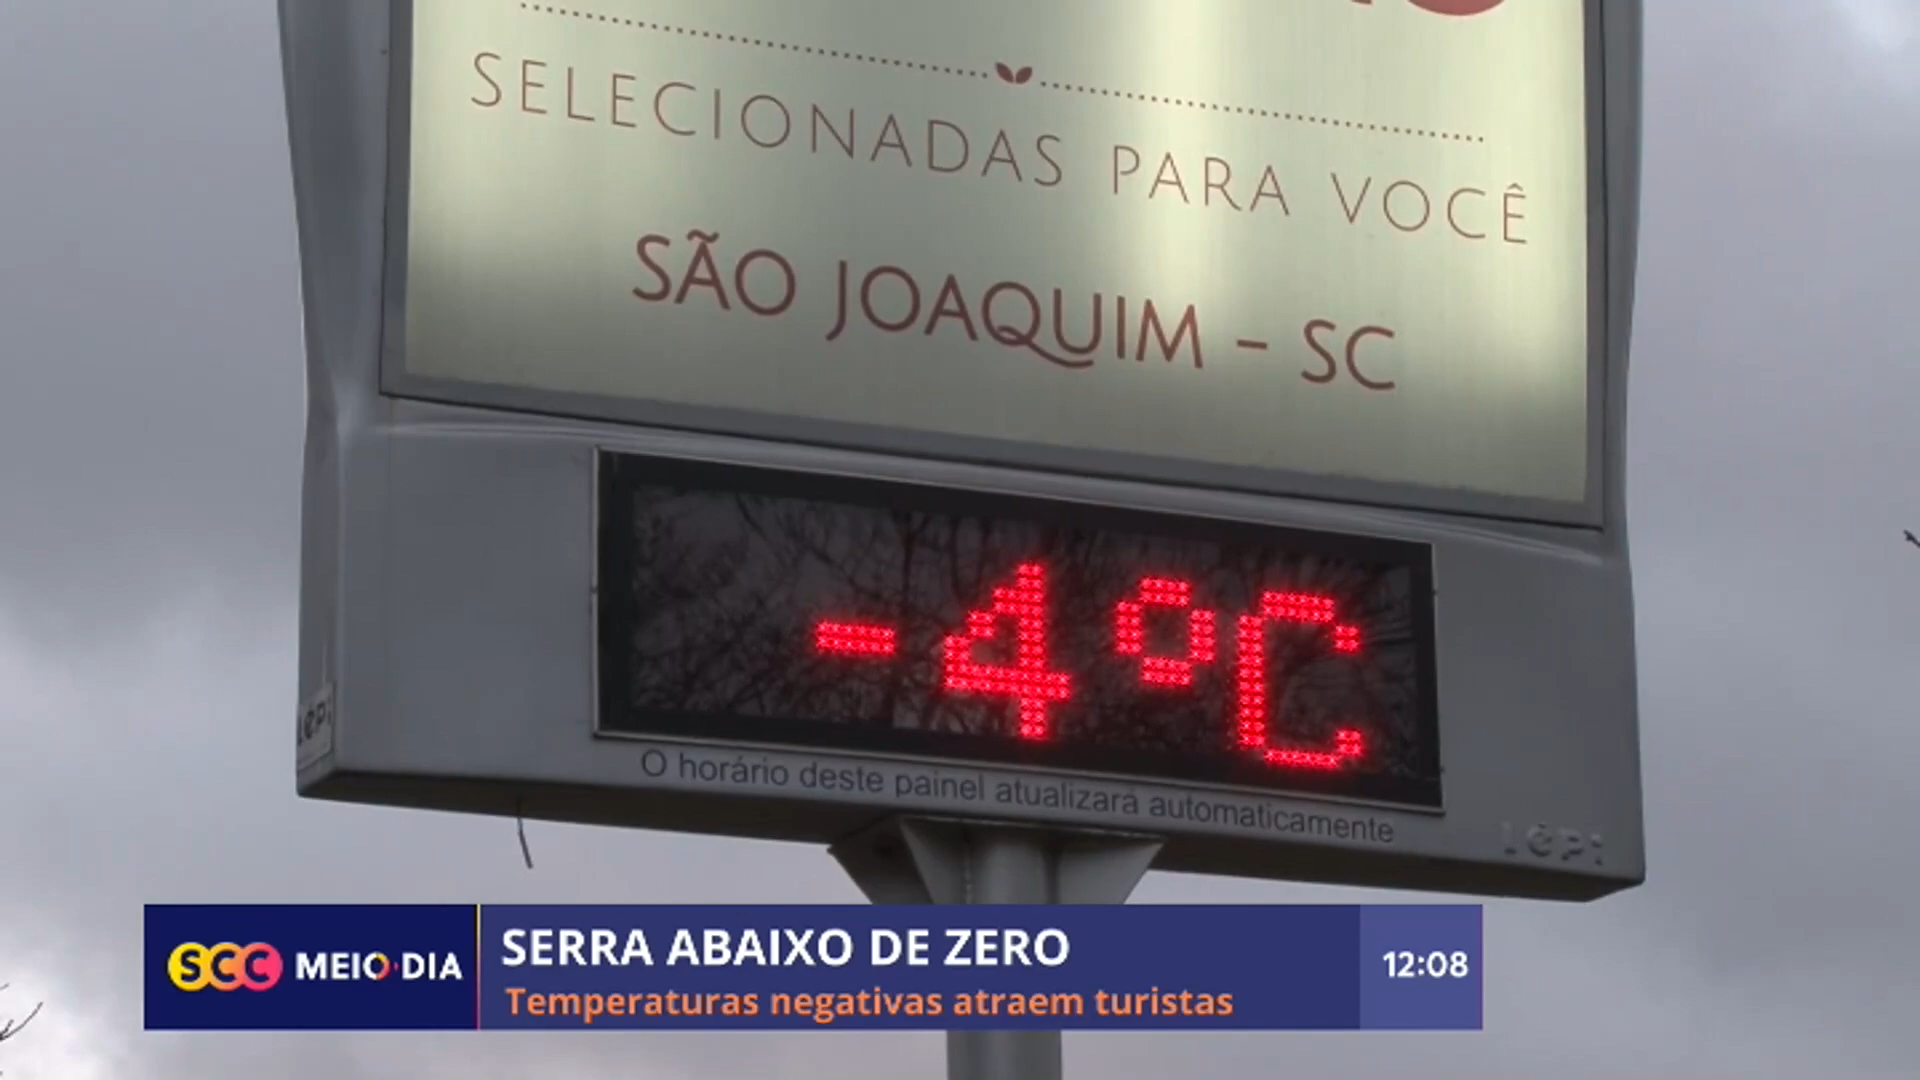 SELECIONADAS PARA VOCÊ
SÃO JOAQUIM - SC
-4°C
O horário deste painel atualizará automaticamente
SCC MEIO-DIA
SERRA ABAIXO DE ZERO
Temperaturas negativas atraem turistas
12:08